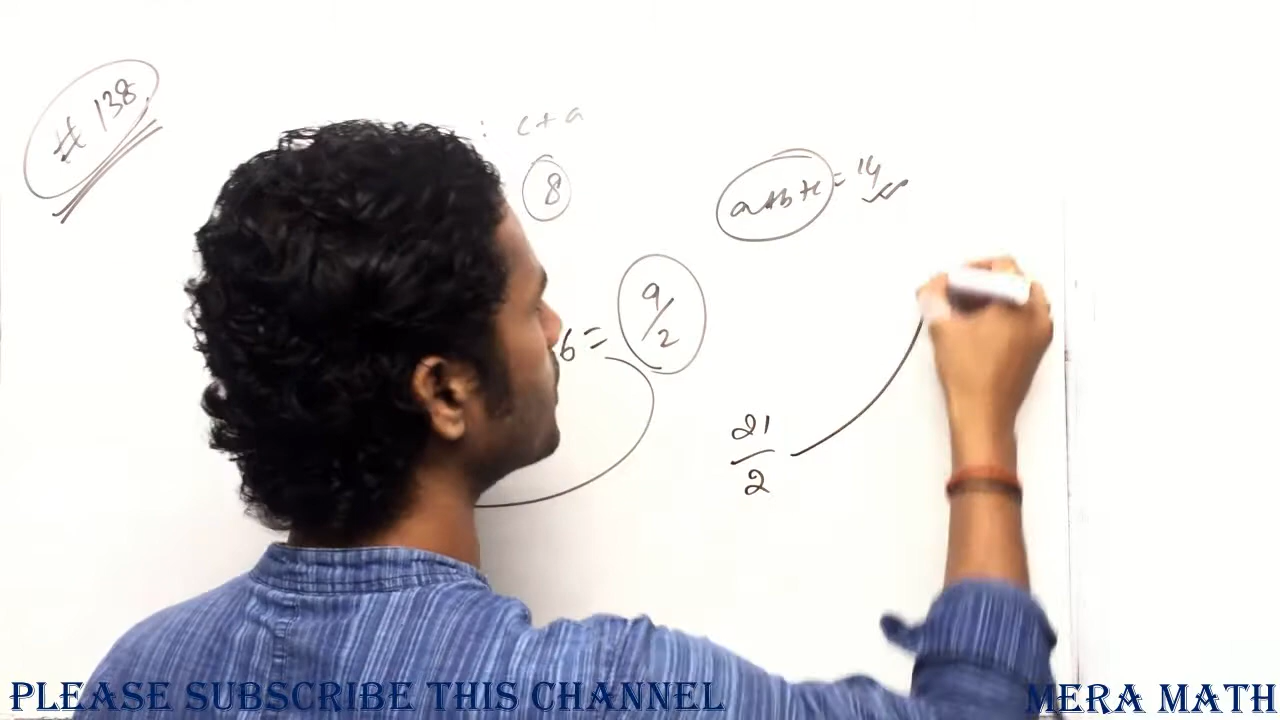 # 138
: c + a
8
a+b+c = 14
6 = 9/2
21/2
PLEASE SUBSCRIBE THIS CHANNEL
MERA MATH